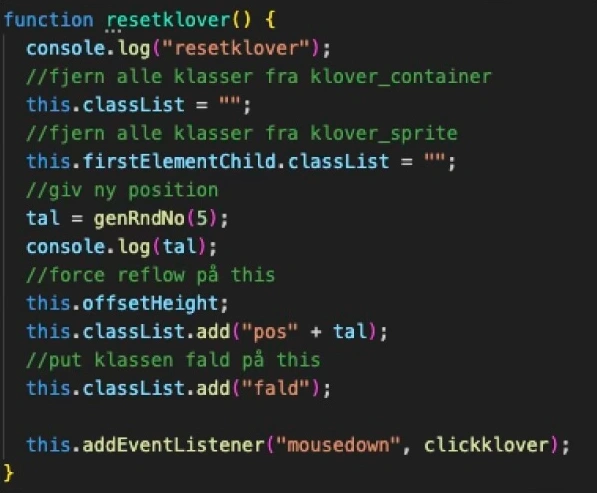 function resetklover() {
console.log("resetklover");
//fjern alle klasser fra klover_container
this.classList = "";
//fjern alle klasser fra klover_sprite
this.firstElementChild.classList = "";
//giv ny position
tal = genRndNo(5);
console.log(tal);
//force reflow på this
this.offsetHeight;
this.classList.add("pos" + tal);
//put klassen fald på this
this.classList.add("fald");
this.addEventListener("mousedown", clickklover);
}